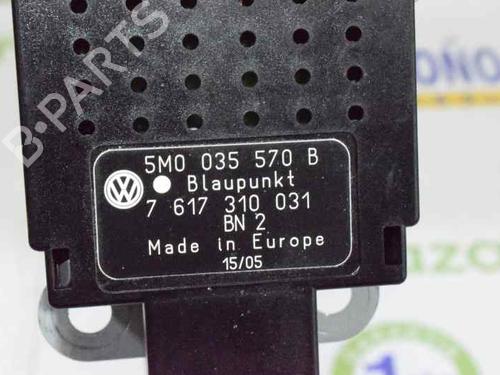 B-PARTS
5M0 035 570 B
Blaupunkt
7 617 310 031
BN 2
Made in Europe
15/05